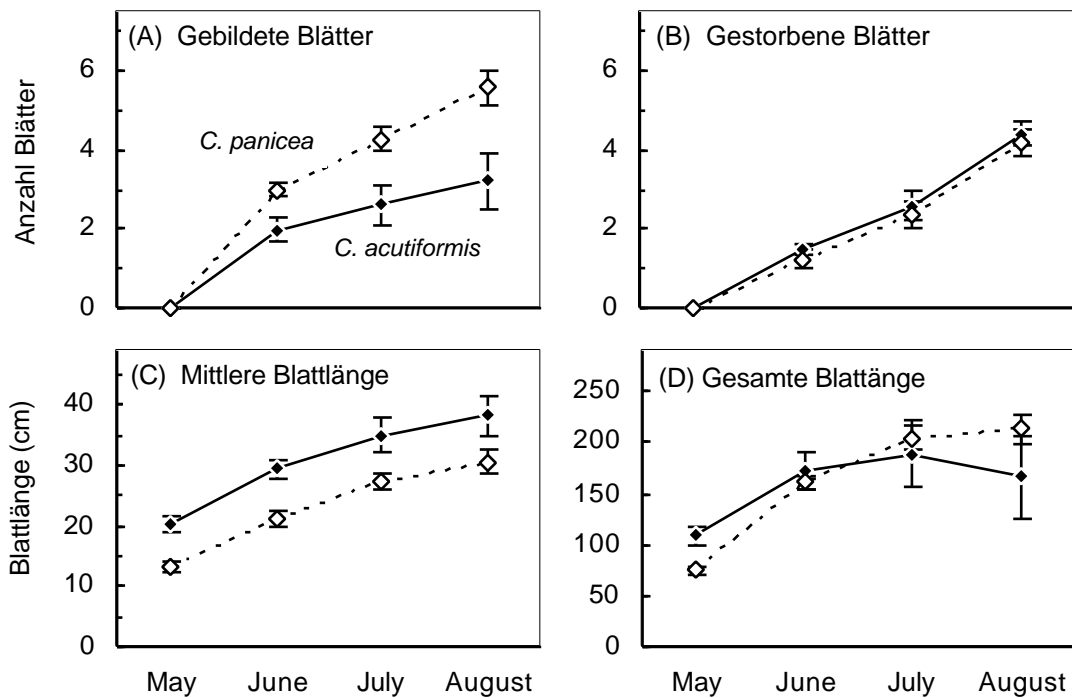 (A) Gebildete Blätter
(B) Gestorbene Blätter
Anzahl Blätter
6
4
2
0
C. panicea
C. acutiformis
6
4
2
0
(C) Mittlere Blattlänge
(D) Gesamte Blattänge
Blattlänge (cm)
40
30
20
10
0
250
200
150
100
50
0
May June July August
May June July August